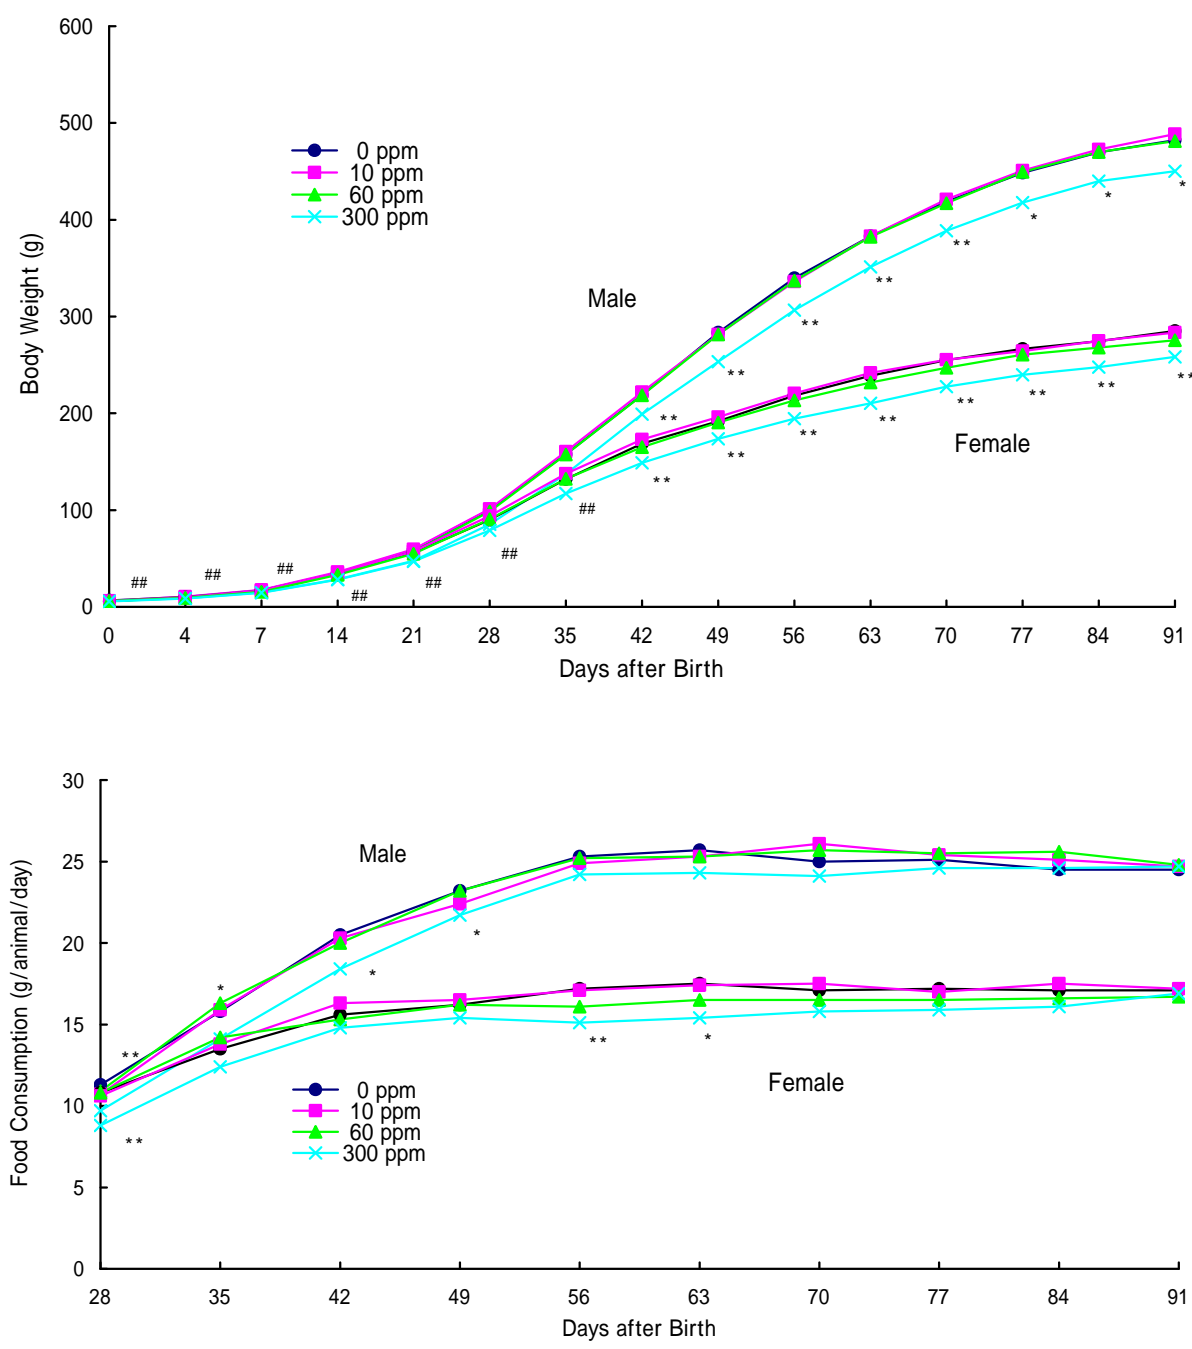 600
500
400
300
200
100
0
Body Weight (g)
0 ppm
10 ppm
60 ppm
300 ppm
Male
Female
*
*
*
**
**
**
**
**
**
**
**
**
**
**
**
**
**
##
##
##
##
##
##
##
0 4 7 14 21 28 35 42 49 56 63 70 77 84 91
Days after Birth
30
25
20
15
10
5
0
Food Consumption (g/animal/day)
Male
*
*
*
**
**
*
**
0 ppm
10 ppm
60 ppm
300 ppm
Female
28 35 42 49 56 63 70 77 84 91
Days after Birth